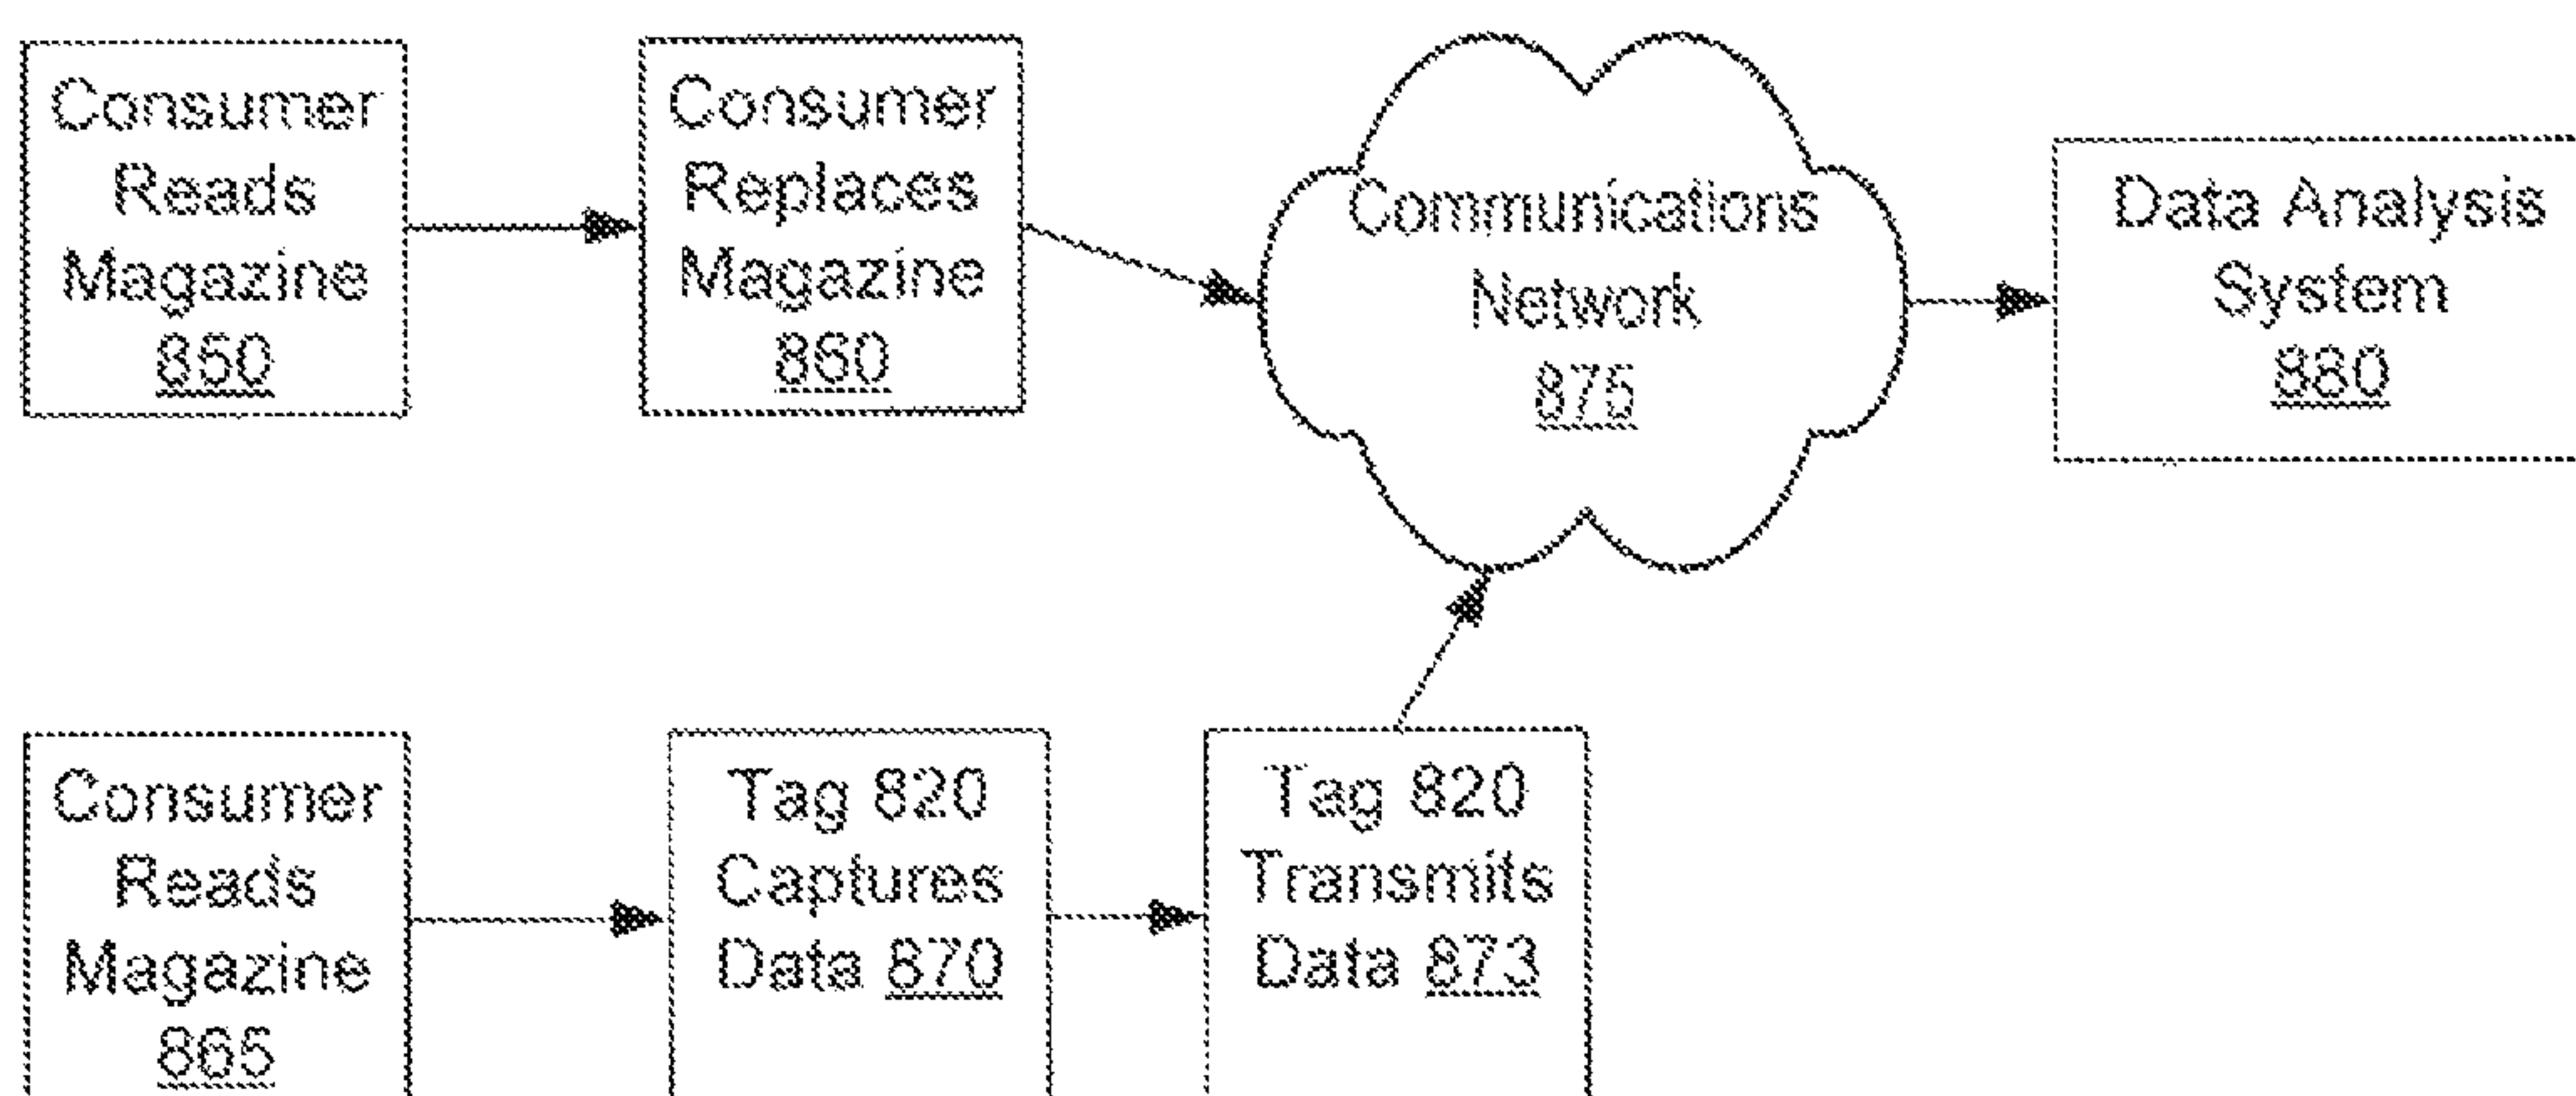 Consumer
Reads
Magazine
850
Consumer
Replaces
Magazine
860
Communications
Network
875
Data Analysis
System
880
Consumer
Reads
Magazine
865
Tag 820
Captures
Data 870
Tag 820
Transmits
Data 873